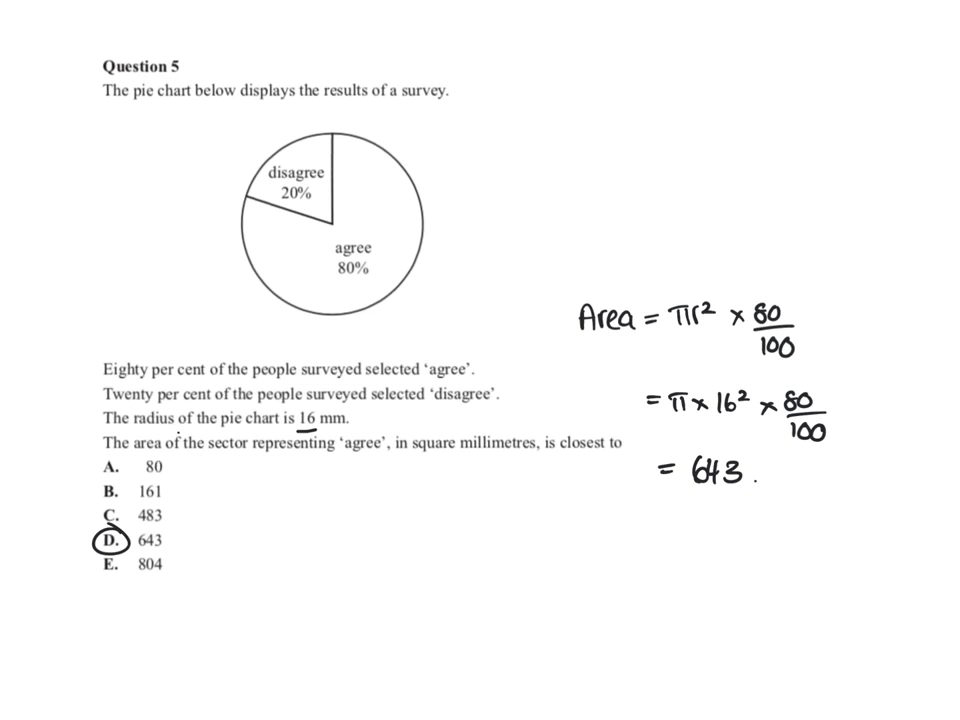 Question 5
The pie chart below displays the results of a survey.
disagree
20%
agree
80%
Area = πr² × 80/100
Eighty per cent of the people surveyed selected ‘agree’.
Twenty per cent of the people surveyed selected ‘disagree’.
The radius of the pie chart is 16 mm.
= π × 16² × 80/100
The area of the sector representing ‘agree’, in square millimetres, is closest to
A. 80
= 643.
B. 161
C. 483
D. 643
E. 804